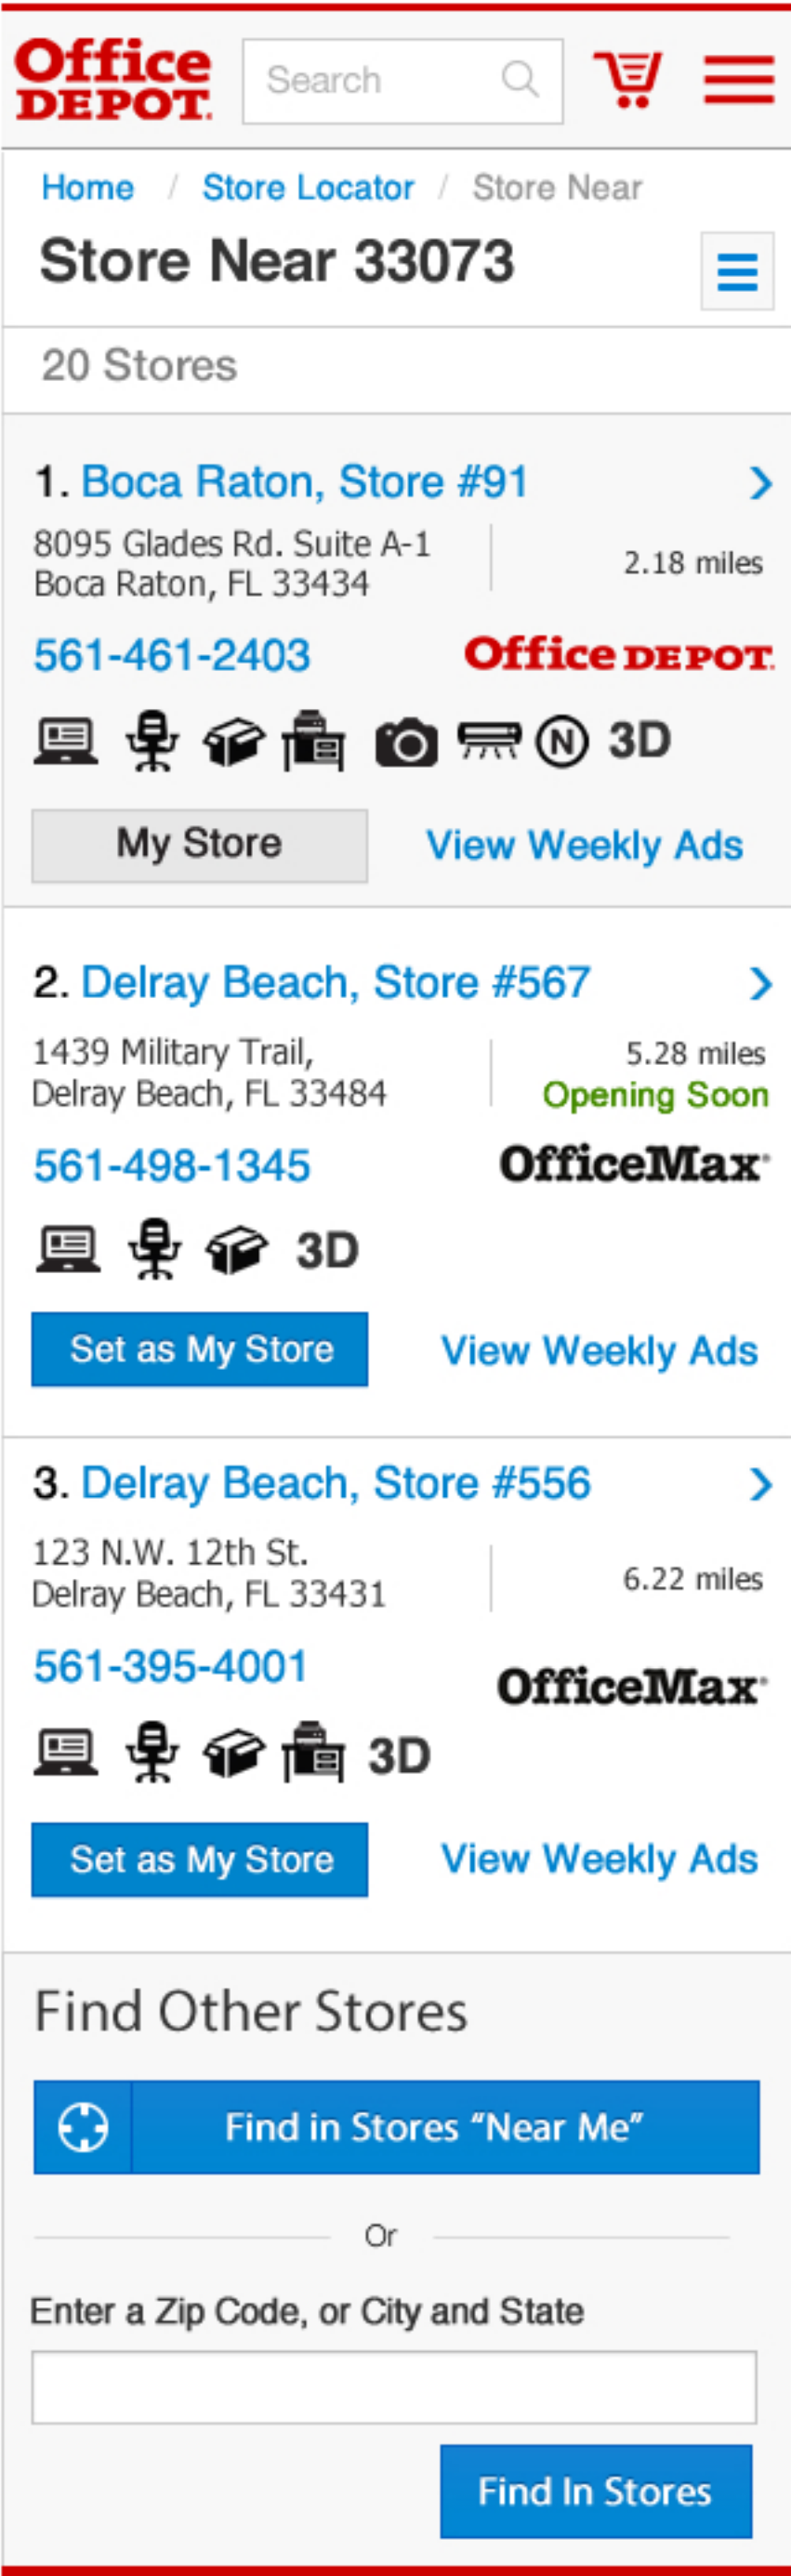 Office
DEPOT.
Search
Home / Store Locator / Store Near
Store Near 33073
20 Stores
1. Boca Raton, Store #91
8095 Glades Rd. Suite A-1
Boca Raton, FL 33434
2.18 miles
561-461-2403
Office DEPOT.
N 3D
My Store
View Weekly Ads
2. Delray Beach, Store #567
1439 Military Trail,
Delray Beach, FL 33484
5.28 miles
Opening Soon
561-498-1345
OfficeMax
3D
Set as My Store
View Weekly Ads
3. Delray Beach, Store #556
123 N.W. 12th St.
Delray Beach, FL 33431
6.22 miles
561-395-4001
OfficeMax
3D
Set as My Store
View Weekly Ads
Find Other Stores
Find in Stores “Near Me”
Or
Enter a Zip Code, or City and State
Find In Stores